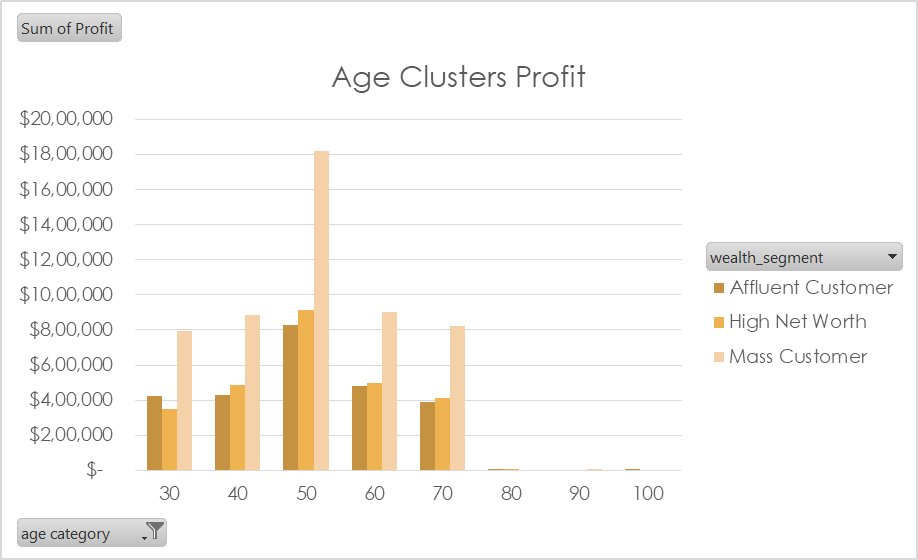 Sum of Profit
Age Clusters Profit
$20,00,000
$18,00,000
$16,00,000
$14,00,000
$12,00,000
$10,00,000
$8,00,000
$6,00,000
$4,00,000
$2,00,000
$-
30 40 50 60 70 80 90 100
wealth_segment
Affluent Customer
High Net Worth
Mass Customer
age category